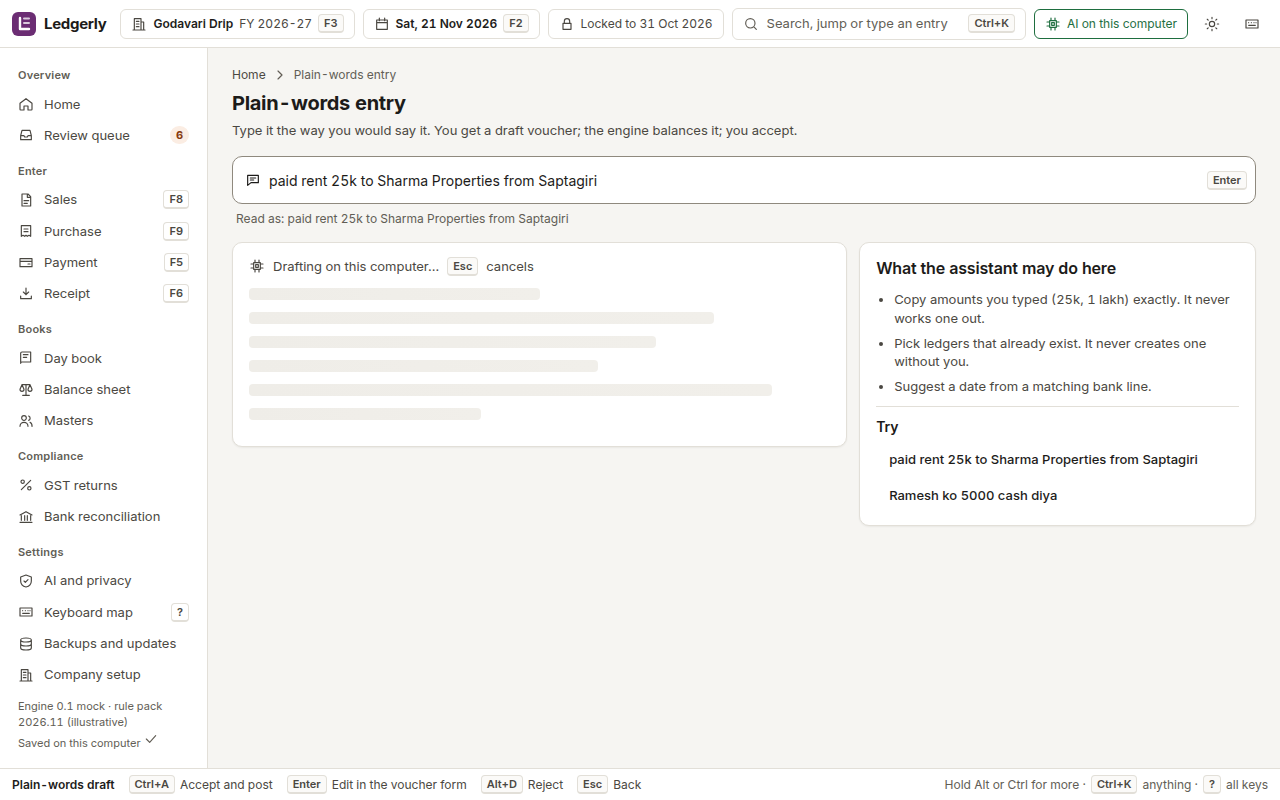 Ledgerly
Godavari Drip FY 2026-27 F3
Sat, 21 Nov 2026 F2
Locked to 31 Oct 2026
Search, jump or type an entry Ctrl+K
AI on this computer
Overview
Home
Review queue 6
Enter
Sales F8
Purchase F9
Payment F5
Receipt F6
Books
Day book
Balance sheet
Masters
Compliance
GST returns
Bank reconciliation
Settings
AI and privacy
Keyboard map ?
Backups and updates
Company setup
Engine 0.1 mock · rule pack
2026.11 (illustrative)
Saved on this computer
Home > Plain-words entry
Plain-words entry
Type it the way you would say it. You get a draft voucher; the engine balances it; you accept.
paid rent 25k to Sharma Properties from Saptagiri Enter
Read as: paid rent 25k to Sharma Properties from Saptagiri
Drafting on this computer... Esc cancels
What the assistant may do here
• Copy amounts you typed (25k, 1 lakh) exactly. It never
works one out.
• Pick ledgers that already exist. It never creates one
without you.
• Suggest a date from a matching bank line.
Try
paid rent 25k to Sharma Properties from Saptagiri
Ramesh ko 5000 cash diya
Plain-words draft Ctrl+A Accept and post Enter Edit in the voucher form Alt+D Reject Esc Back
Hold Alt or Ctrl for more · Ctrl+K anything · ? all keys